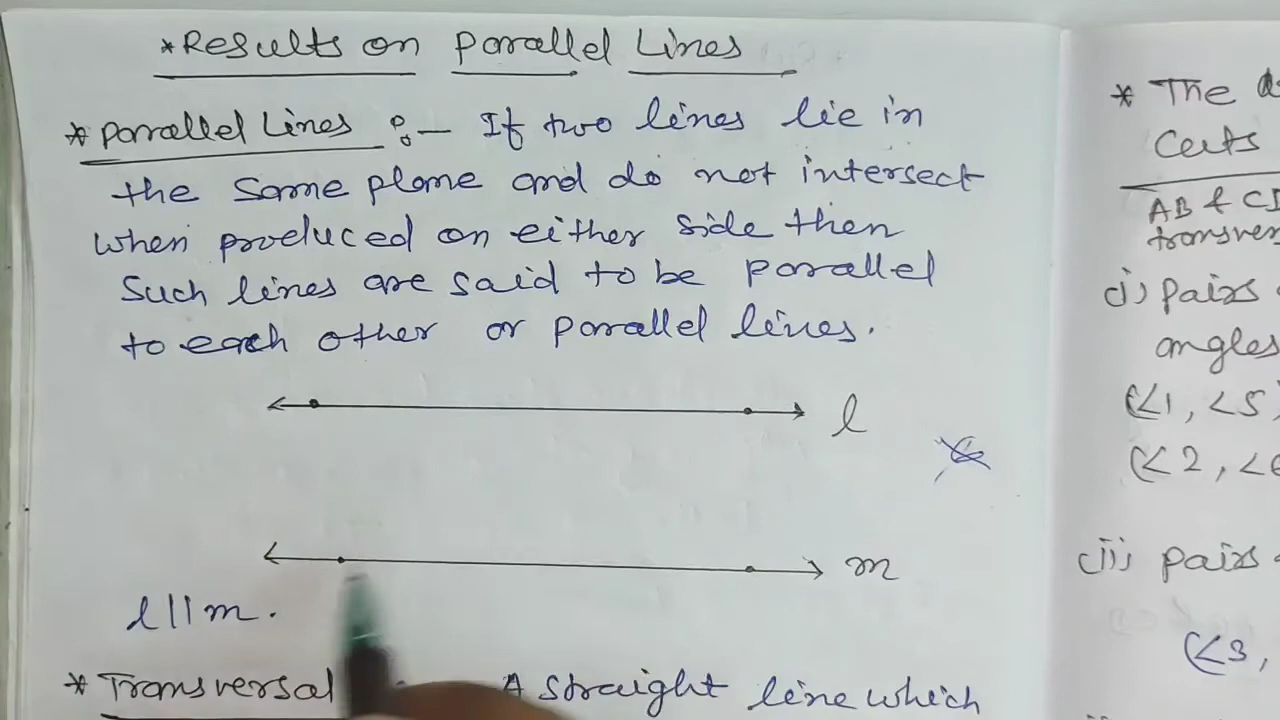 *Results on parallel Lines
* parallel Lines :- If two lines lie in
the same plane and do not intersect
when produced on either side then
Such lines are said to be parallel
to each other or parallel lines.
l
m
l || m.
* Transversal A straight line which
* The
Cuts
AB & CD
(i) pairs
angles
(<1, <5
(<2, <6
(ii) pairs
(<3,